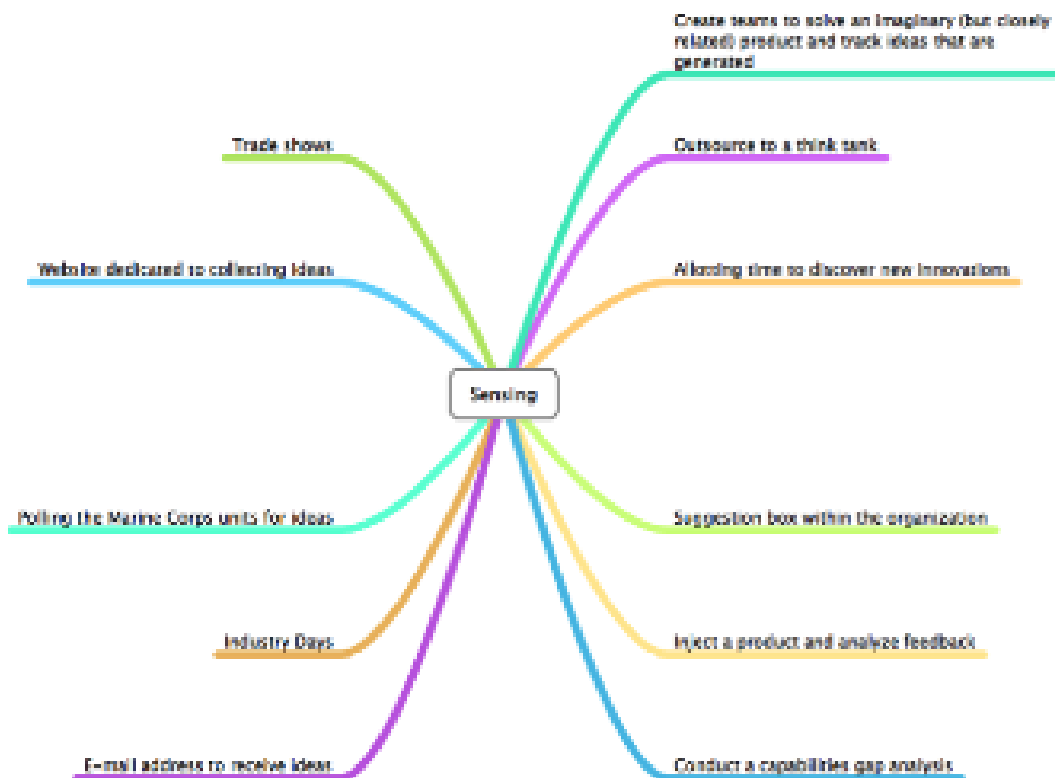 Create teams to solve an imaginary (but closely
related) product and track ideas that are
generated
Trade shows
Outsource to a think tank
Website dedicated to collecting ideas
Allotting time to discover new innovations
Sensing
Polling the Marine Corps units for ideas
Suggestion box within the organization
Industry Days
Inject a product and analyze feedback
E-mail address to receive ideas
Conduct a capabilities gap analysis